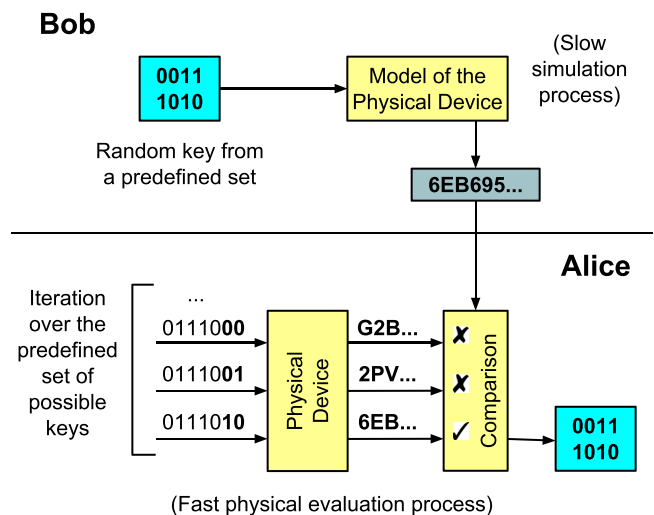 Bob
0011
1010
Model of the
Physical Device
(Slow
simulation
process)
Random key from
a predefined set
6EB695...
Alice
Iteration
over the
predefined
set of
possible
keys
...
0111000
0111001
0111010
Physical
Device
G2B...
2PV...
6EB...
✘
✘
✓
Comparison
0011
1010
(Fast physical evaluation process)